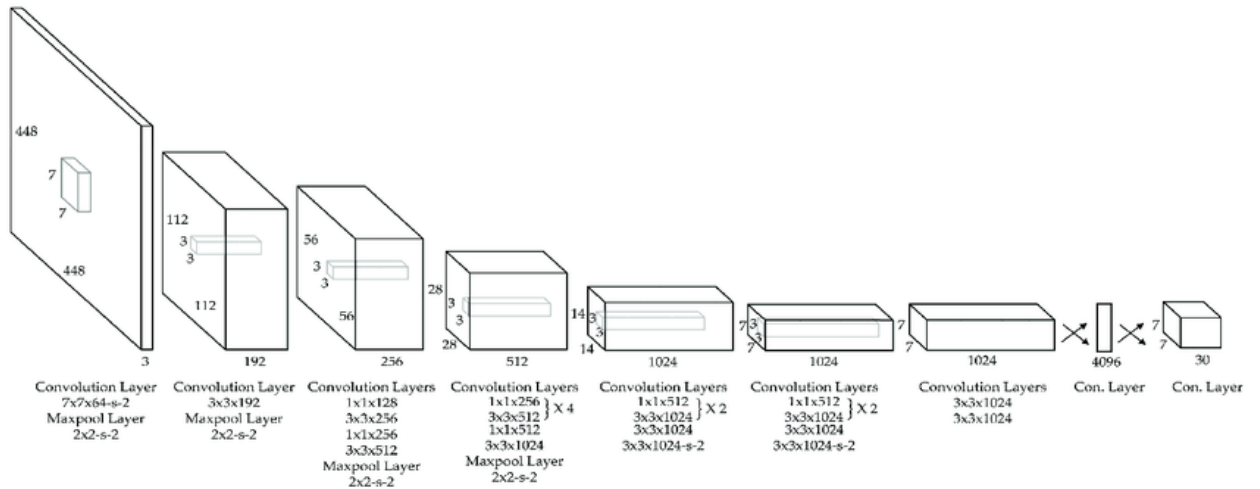 448
7
7
448
3
112
3
3
112
192
56
3
3
56
256
28
3
3
28
512
14
3
3
14
1024
7
3
3
7
1024
7
7
1024
4096
7
7
30
Convolution Layer
7x7x64-s-2
Maxpool Layer
2x2-s-2
Convolution Layer
3x3x192
Maxpool Layer
2x2-s-2
Convolution Layers
1x1x128
3x3x256
1x1x256
3x3x512
Maxpool Layer
2x2-s-2
Convolution Layers
1x1x256
3x3x512 } X 4
1x1x512
3x3x1024
Maxpool Layer
2x2-s-2
Convolution Layers
1x1x512
3x3x1024 } X 2
3x3x1024
3x3x1024-s-2
Convolution Layers
1x1x512
3x3x1024 } X 2
3x3x1024
3x3x1024-s-2
Convolution Layers
3x3x1024
3x3x1024
Con. Layer
Con. Layer